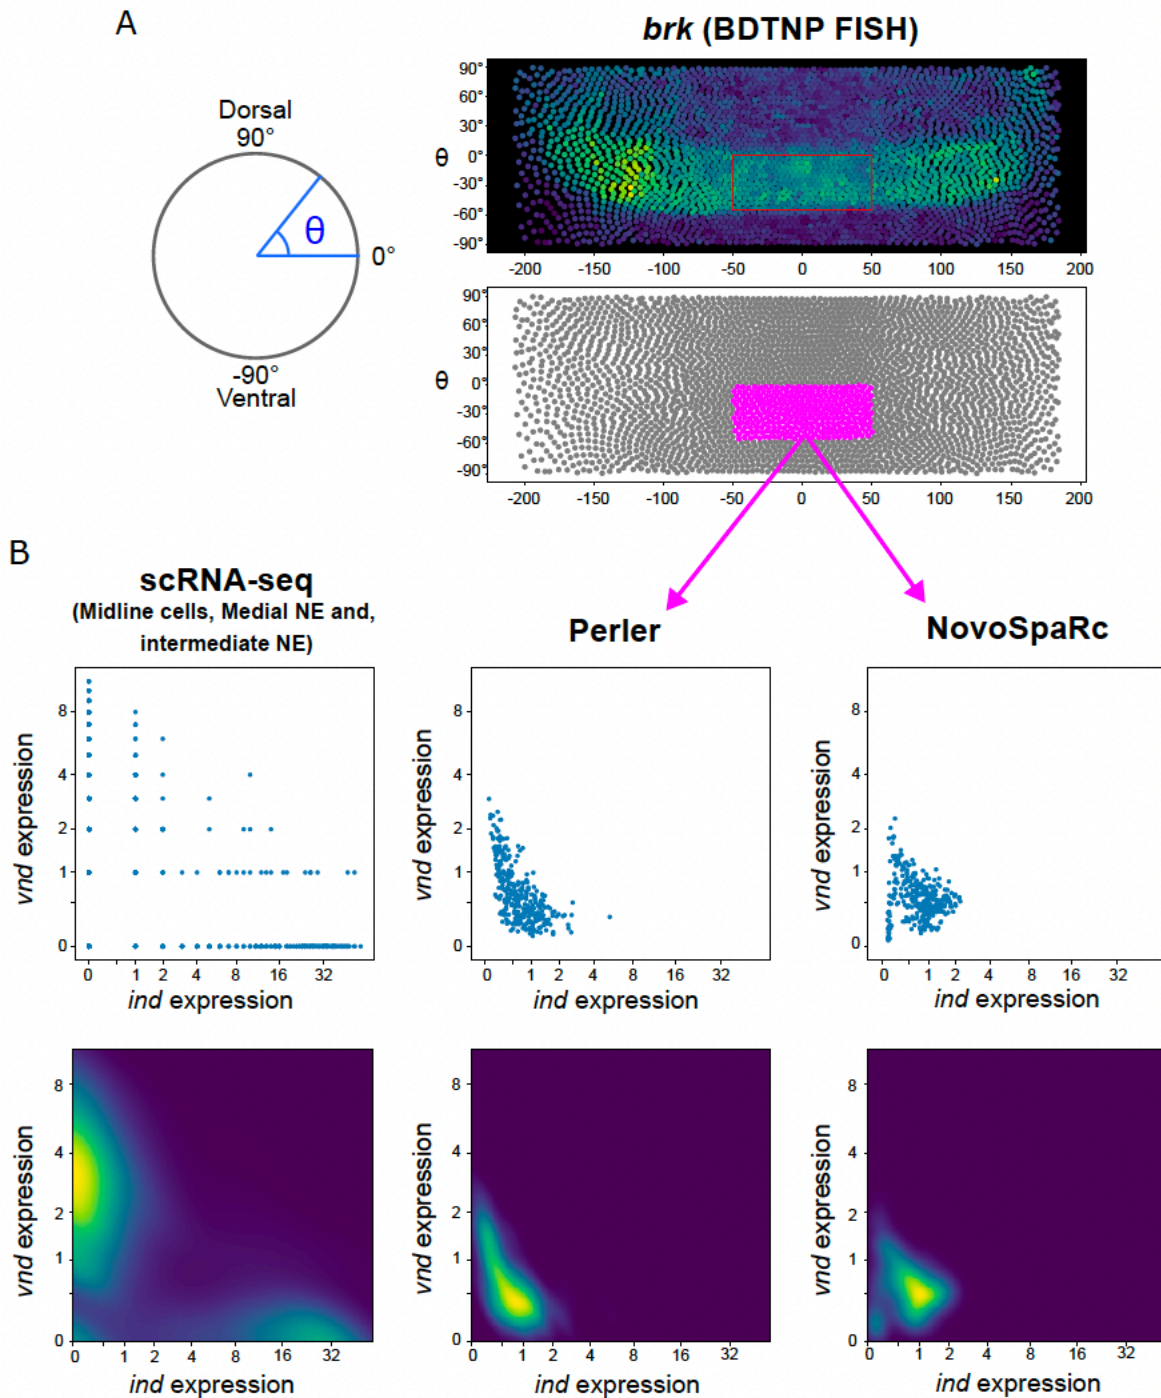 A
brk (BDTNP FISH)
Dorsal
90°
θ
0°
-90°
Ventral
90°
60°
30°
θ
0°
-30°
-60°
-90°
-200 -150 -100 -50 0 50 100 150 200
90°
60°
30°
θ
0°
-30°
-60°
-90°
-200 -150 -100 -50 0 50 100 150 200
B
scRNA-seq
(Midline cells, Medial NE and,
intermediate NE)
Perler
NovoSpaRc
vnd expression
8
4
2
1
0
0 1 2 4 8 16 32
ind expression
vnd expression
8
4
2
1
0
0 1 2 4 8 16 32
ind expression
vnd expression
8
4
2
1
0
0 1 2 4 8 16 32
ind expression
vnd expression
8
4
2
1
0
0 1 2 4 8 16 32
ind expression
vnd expression
8
4
2
1
0
0 1 2 4 8 16 32
ind expression
vnd expression
8
4
2
1
0
0 1 2 4 8 16 32
ind expression